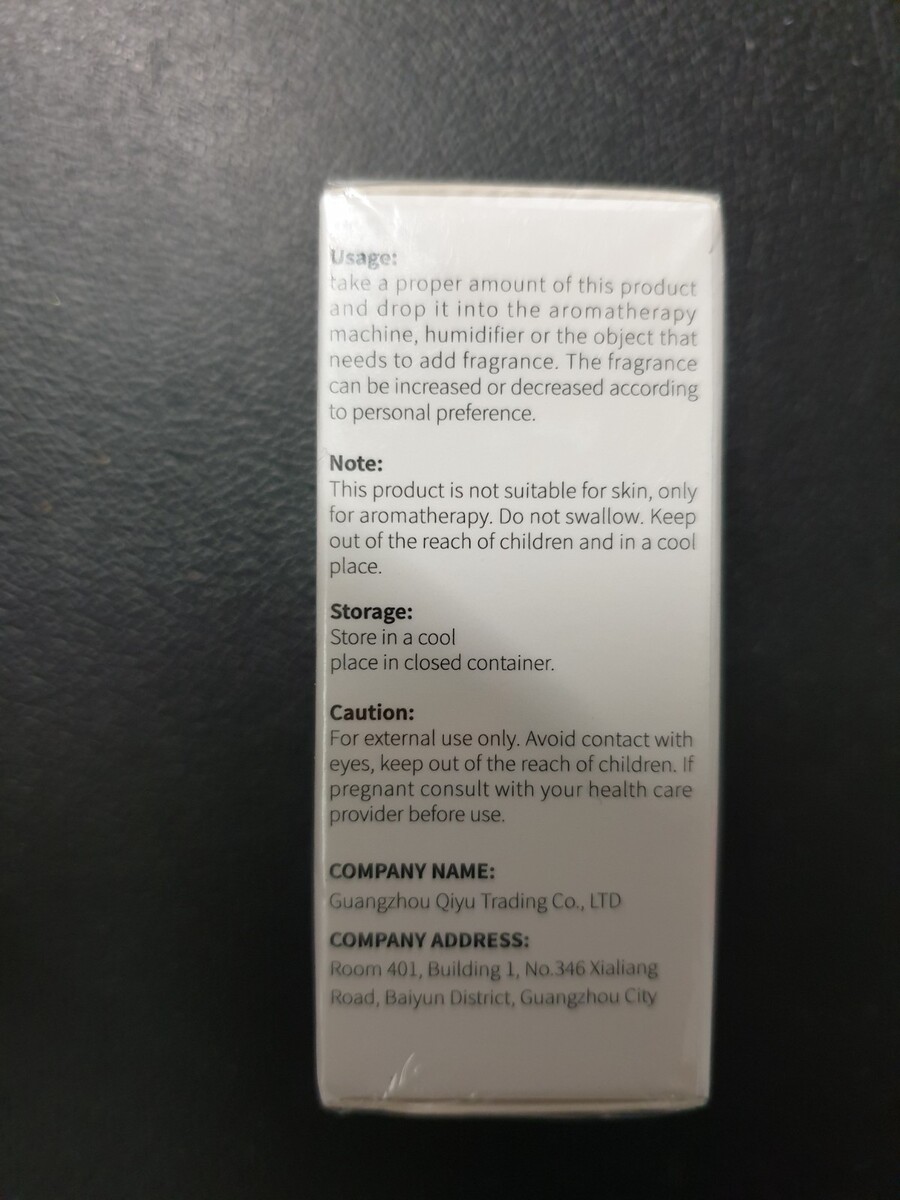 Usage:
take a proper amount of this product
and drop it into the aromatherapy
machine, humidifier or the object that
needs to add fragrance. The fragrance
can be increased or decreased according
to personal preference.
Note:
This product is not suitable for skin, only
for aromatherapy. Do not swallow. Keep
out of the reach of children and in a cool
place.
Storage:
Store in a cool
place in closed container.
Caution:
For external use only. Avoid contact with
eyes, keep out of the reach of children. If
pregnant consult with your health care
provider before use.
COMPANY NAME:
Guangzhou Qiyu Trading Co., LTD
COMPANY ADDRESS:
Room 401, Building 1, No.346 Xialiang
Road, Baiyun District, Guangzhou City